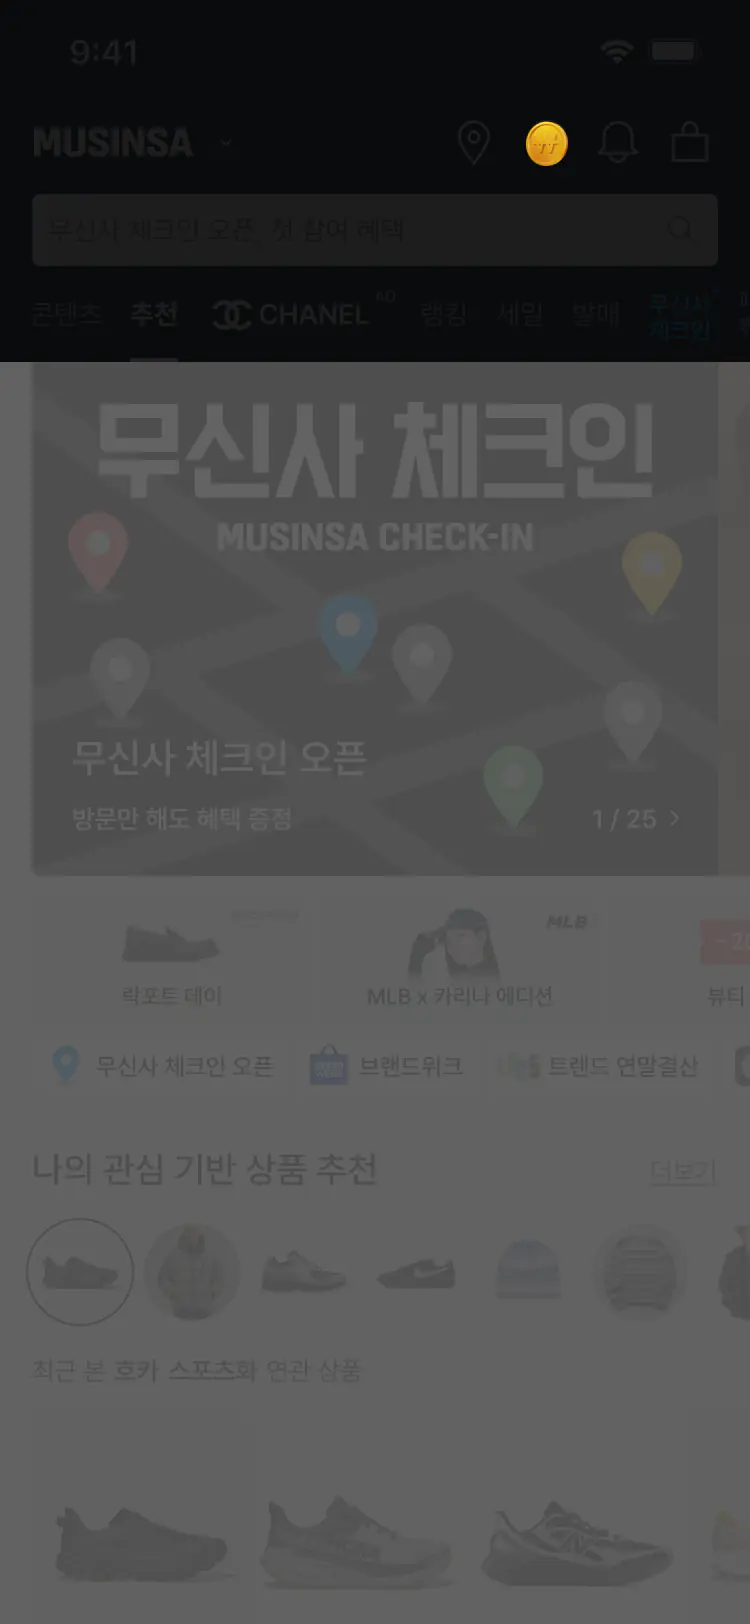 9:41
MUSINSA
₩
무신사 체크인 오픈, 첫 참여 혜택
콘텐츠 추천 CHANEL AD 랭킹 세일 발매 무신사 체크인
무신사 체크인
MUSINSA CHECK-IN
무신사 체크인 오픈
방문만 해도 혜택 증정
1 / 25 >
MLB
락포트 데이
MLB x 카리나 에디션
뷰티
무신사 체크인 오픈
브랜드위크
트렌드 연말결산
나의 관심 기반 상품 추천
더보기
최근 본 호카 스포츠화 연관 상품